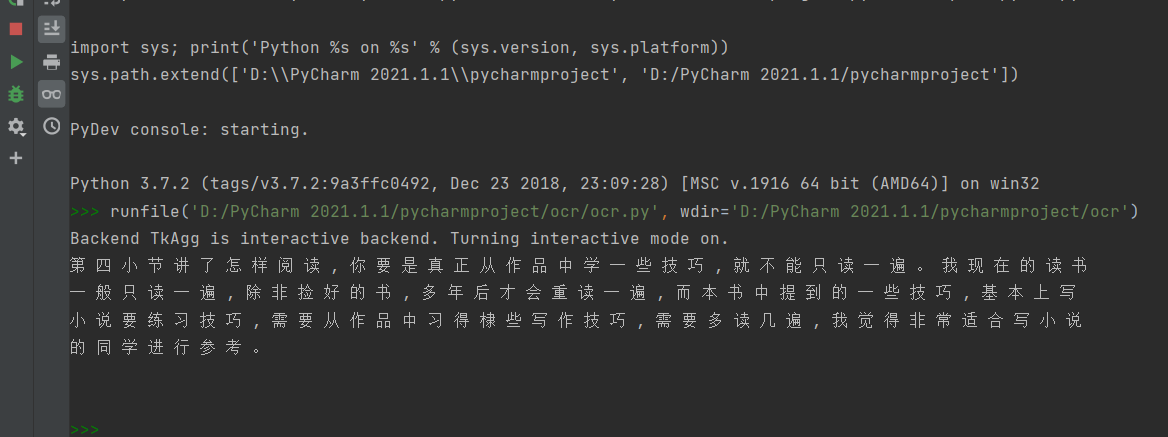 import sys; print('Python %s on %s' % (sys.version, sys.platform))
sys.path.extend(['D:\\PyCharm 2021.1.1\\pycharmproject', 'D:/PyCharm 2021.1.1/pycharmproject'])
PyDev console: starting.
Python 3.7.2 (tags/v3.7.2:9a3ffc0492, Dec 23 2018, 23:09:28) [MSC v.1916 64 bit (AMD64)] on win32
>>> runfile('D:/PyCharm 2021.1.1/pycharmproject/ocr/ocr.py', wdir='D:/PyCharm 2021.1.1/pycharmproject/ocr')
Backend TkAgg is interactive backend. Turning interactive mode on.
第 四 小 节 讲 了 怎 样 阅 读 , 你 要 是 真 正 从 作 品 中 学 一 些 技 巧 , 就 不 能 只 读 一 遍 。 我 现 在 的 读 书
一 般 只 读 一 遍 , 除 非 捡 好 的 书 , 多 年 后 才 会 重 读 一 遍 , 而 本 书 中 提 到 的 一 些 技 巧 , 基 本 上 写
小 说 要 练 习 技 巧 , 需 要 从 作 品 中 习 得 棣 些 写 作 技 巧 , 需 要 多 读 几 遍 , 我 觉 得 非 常 适 合 写 小 说
的 同 学 进 行 参 考 。
>>>